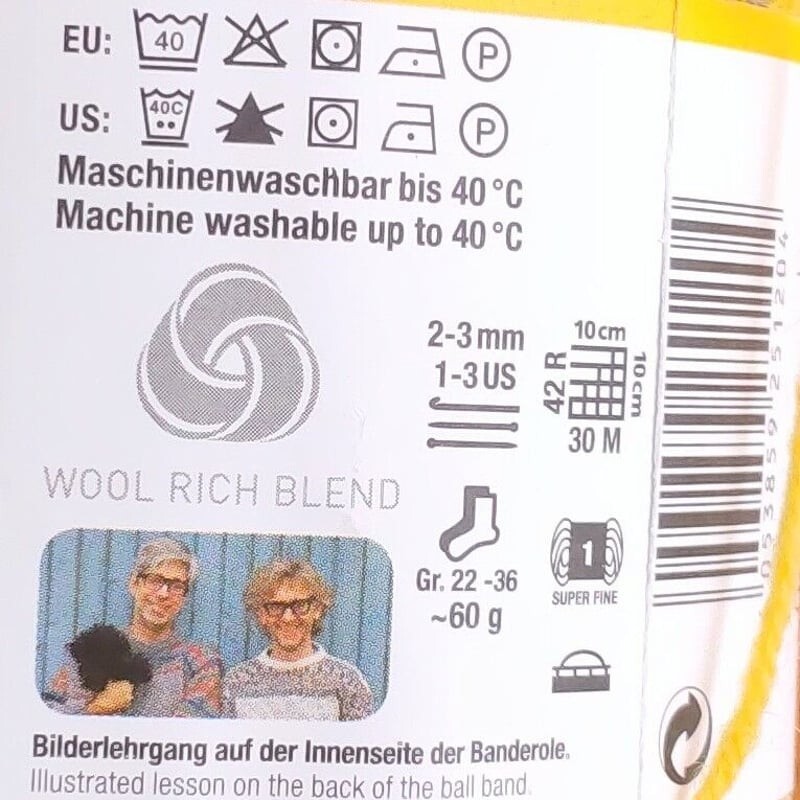 EU: 40 P
US: 40C P
Maschinenwaschbar bis 40 °C
Machine washable up to 40 °C
2-3 mm
1-3 US
10 cm
10 cm
42 R
30 M
WOOL RICH BLEND
Gr. 22 -36
~60 g
1
SUPER FINE
Bilderlehrgang auf der Innenseite der Banderole.
Illustrated lesson on the back of the ball band.